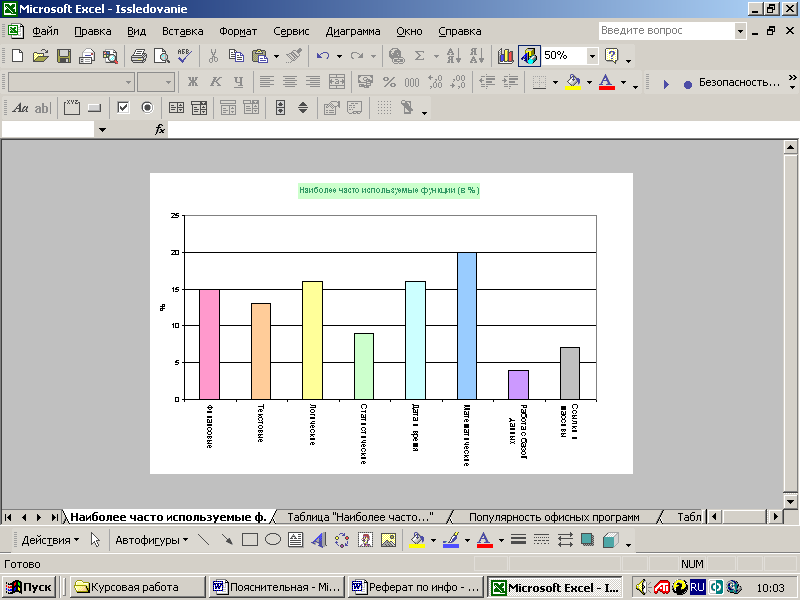 Microsoft Excel - Issledovanie
Файл Правка Вид Вставка Формат Сервис Диаграмма Окно Справка Введите вопрос
50%
Ж К Ч % 000 Безопасность...
Aa ab|
fx
Наиболее часто используемые функции (в %)
25
20
15
10
5
0
%
Финансовые
Текстовые
Логические
Статистические
Дата и время
Математические
Работа с базой данных
Ссылки и массивы
Наиболее часто используемые ф. Таблица "Наиболее часто..." Популярность офисных программ Табл
Действия Автофигуры
Готово NUM
Пуск Курсовая работа Пояснительная - Mi... Реферат по инфо - ... Microsoft Excel - I... RU 10:03